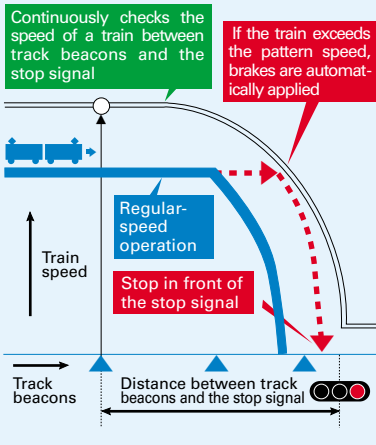 Continuously checks the
speed of a train between
track beacons and the
stop signal
If the train exceeds
the pattern speed,
brakes are automat-
ically applied
Regular-
speed
operation
Train
speed
Stop in front of
the stop signal
Track
beacons
Distance between track
beacons and the stop signal